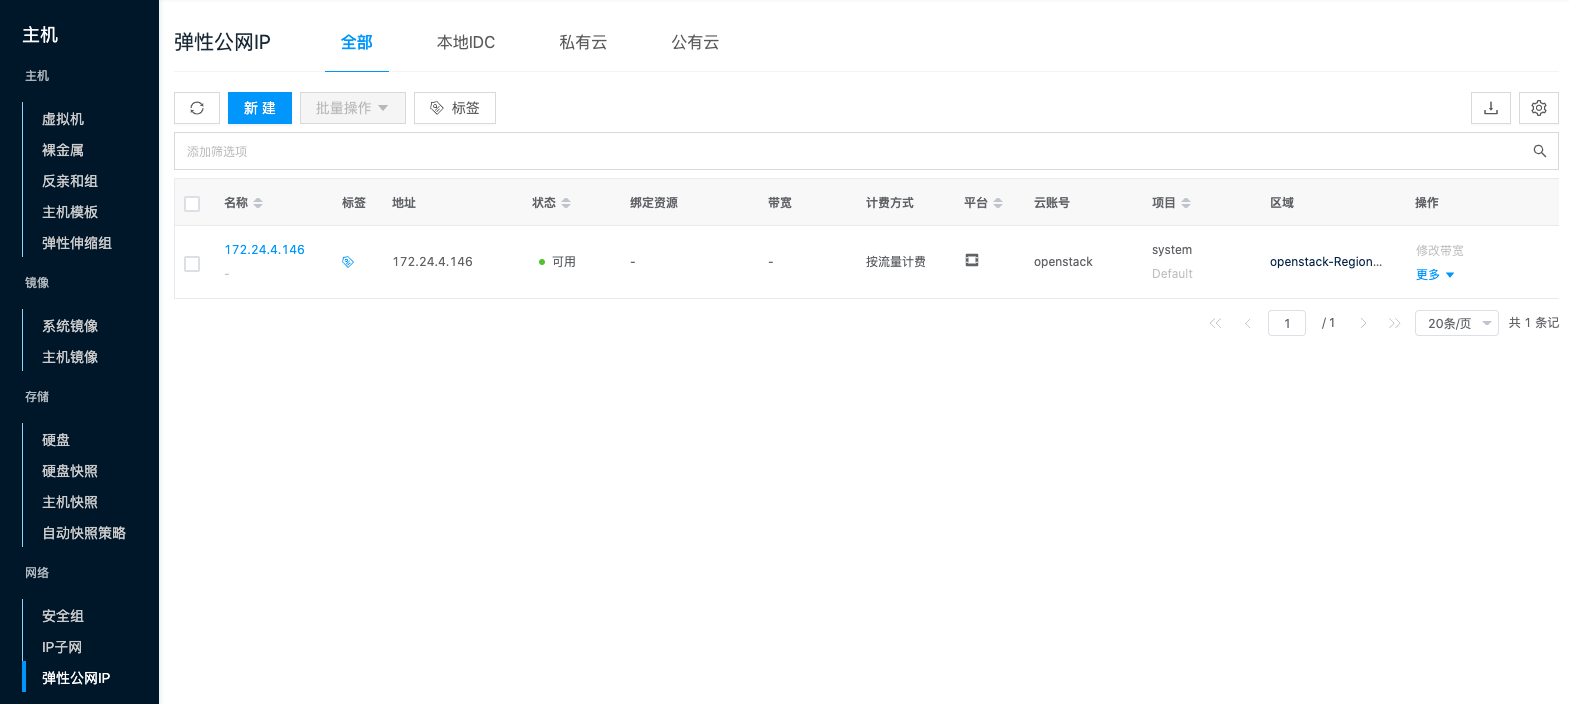 主机
主机
虚拟机
裸金属
反亲和组
主机模板
弹性伸缩组
镜像
系统镜像
主机镜像
存储
硬盘
硬盘快照
主机快照
自动快照策略
网络
安全组
IP子网
弹性公网IP
弹性公网IP 全部 本地IDC 私有云 公有云
新 建 批量操作 标签
添加筛选项
名称 标签 地址 状态 绑定资源 带宽 计费方式 平台 云账号 项目 区域 操作
172.24.4.146 172.24.4.146 可用 - - 按流量计费 openstack system openstack-Region... 修改带宽
- Default 更多
1 / 1 20条/页 共 1 条记